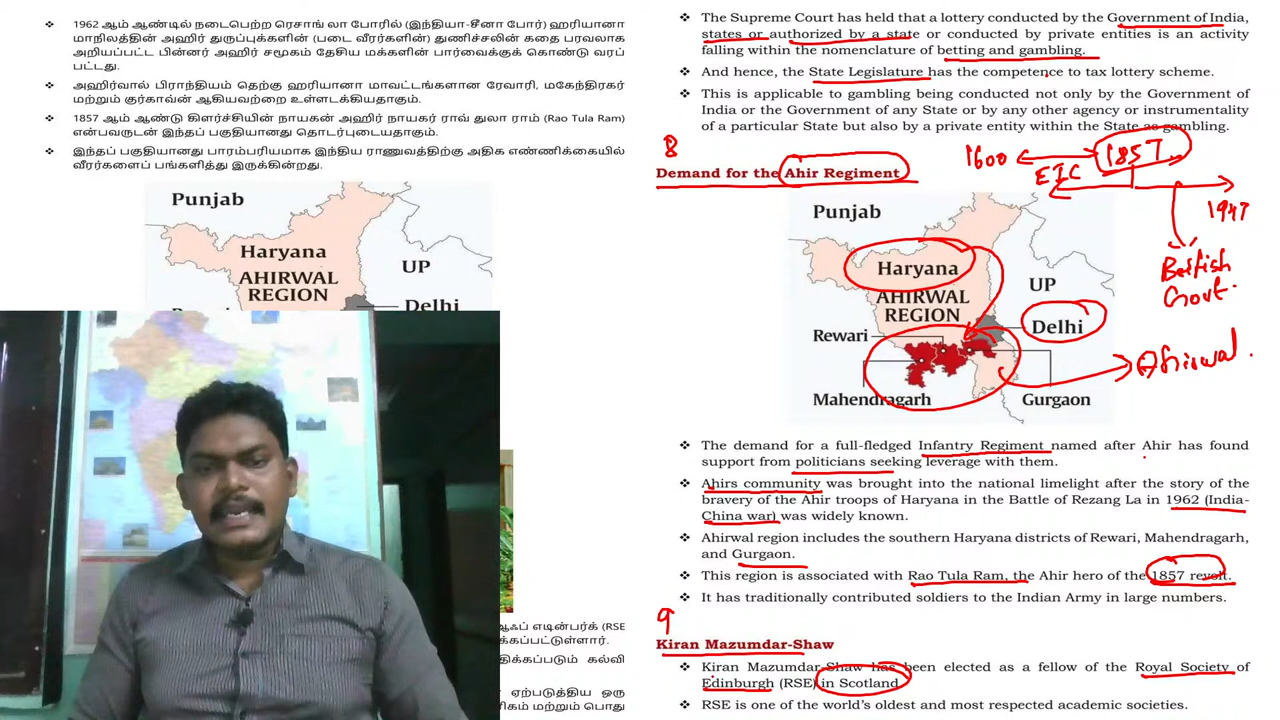 ❖ 1962 ஆம் ஆண்டில் நடைபெற்ற ரெசாங் லா போரில் (இந்தியா-சீனா போர்) ஹரியானா
மாநிலத்தின் அஹிர் துருப்புக்களின் (படை வீரர்களின்) துணிச்சலின் கதை பரவலாக
அறியப்பட்ட பின்னர் அஹிர் சமூகம் தேசிய மக்களின் பார்வைக்குக் கொண்டு வரப்
பட்டது.
❖ அஹிர்வால் பிராந்தியம் தெற்கு ஹரியானா மாவட்டங்களான ரேவாரி, மகேந்திரகர்
மற்றும் குர்கான்வ் ஆகியவற்றை உள்ளடக்கியதாகும்.
❖ 1857 ஆம் ஆண்டு கிளர்ச்சியின் நாயகன் அஹிர் நாயகர் ராவ் துலா ராம் (Rao Tula Ram)
என்பவருடன் இந்தப் பகுதியானது தொடர்புடையதாகும்.
❖ இந்தப் பகுதியானது பாரம்பரியமாக இந்திய ராணுவத்திற்கு அதிக எண்ணிக்கையில்
வீரர்களைப் பங்களித்து இருக்கின்றது.
Punjab
Haryana
AHIRWAL
REGION
UP
Delhi
ஆஃப் எடின்பர்க் (RSE
க்கப்பட்டுள்ளார்.
திக்கப்படும் கல்வி
ஏற்படுத்திய ஒரு
ிகம் மற்றும் பொது
❖ The Supreme Court has held that a lottery conducted by the Government of India,
states or authorized by a state or conducted by private entities is an activity
falling within the nomenclature of betting and gambling.
❖ And hence, the State Legislature has the competence to tax lottery scheme.
❖ This is applicable to gambling being conducted not only by the Government of
India or the Government of any State or by any other agency or instrumentality
of a particular State but also by a private entity within the State as gambling.
8
Demand for the Ahir Regiment
1600
1857
EIC
1947
British
Govt.
Ahirwal.
Punjab
Haryana
AHIRWAL
REGION
UP
Delhi
Rewari
Mahendragarh
Gurgaon
❖ The demand for a full-fledged Infantry Regiment named after Ahir has found
support from politicians seeking leverage with them.
❖ Ahirs community was brought into the national limelight after the story of the
bravery of the Ahir troops of Haryana in the Battle of Rezang La in 1962 (India-
China war) was widely known.
❖ Ahirwal region includes the southern Haryana districts of Rewari, Mahendragarh,
and Gurgaon.
❖ This region is associated with Rao Tula Ram, the Ahir hero of the 1857 revolt.
❖ It has traditionally contributed soldiers to the Indian Army in large numbers.
9
Kiran Mazumdar-Shaw
❖ Kiran Mazumdar-Shaw has been elected as a fellow of the Royal Society of
Edinburgh (RSE) in Scotland
❖ RSE is one of the world's oldest and most respected academic societies.